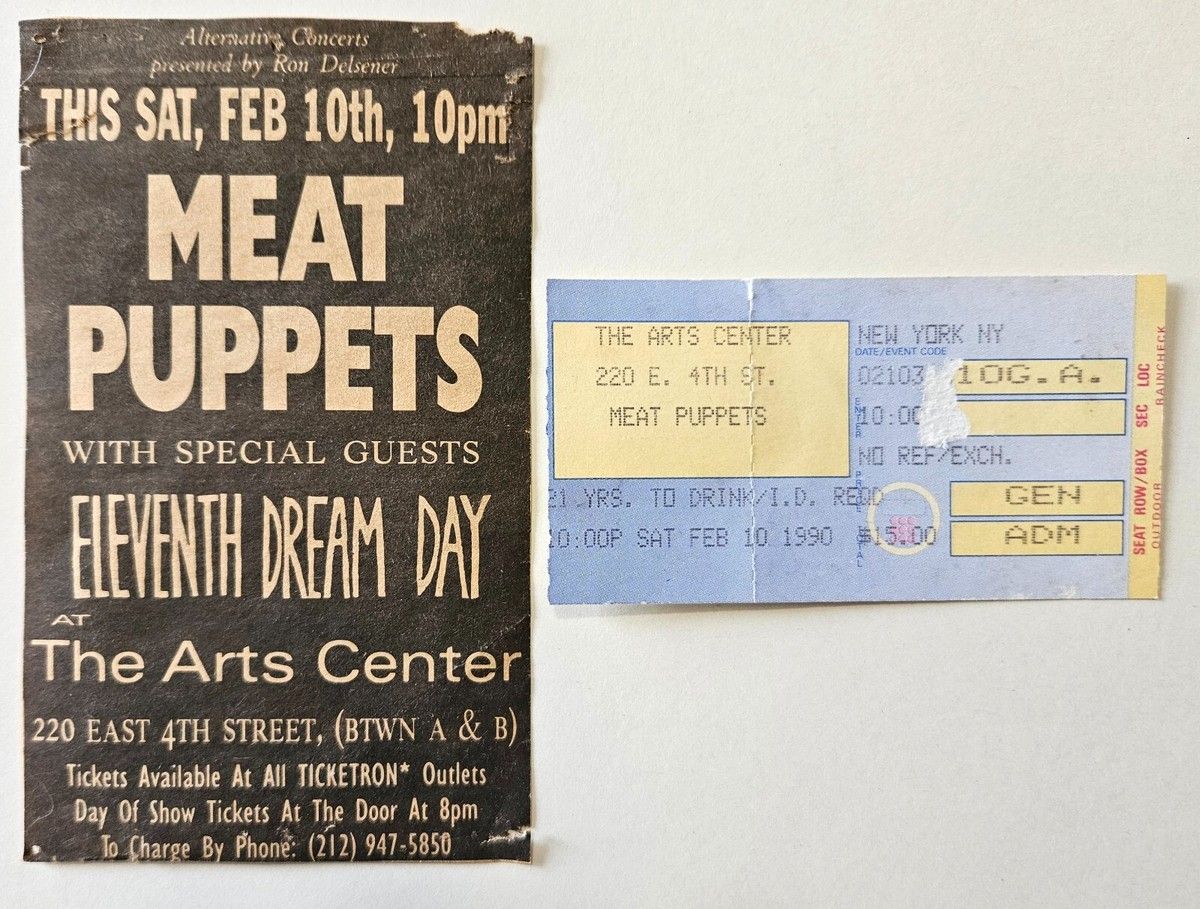 Alternative Concerts
presented by Ron Delsener
THIS SAT, FEB 10th, 10pm
MEAT
PUPPETS
WITH SPECIAL GUESTS
ELEVENTH DREAM DAY
AT
The Arts Center
220 EAST 4TH STREET, (BTWN A & B)
Tickets Available At All TICKETRON* Outlets
Day Of Show Tickets At The Door At 8pm
To Charge By Phone: (212) 947-5850
THE ARTS CENTER
220 E. 4TH ST.
MEAT PUPPETS
21 YRS. TO DRINK/I.D. REQD
10:00P SAT FEB 10 1990
NEW YORK NY
DATE/EVENT CODE
02103 10G.A.
10:00
NO REF/EXCH.
GEN
$15.00 ADM
SEAT ROW/BOX SEC LOC
OUTDOOR RAINCHECK